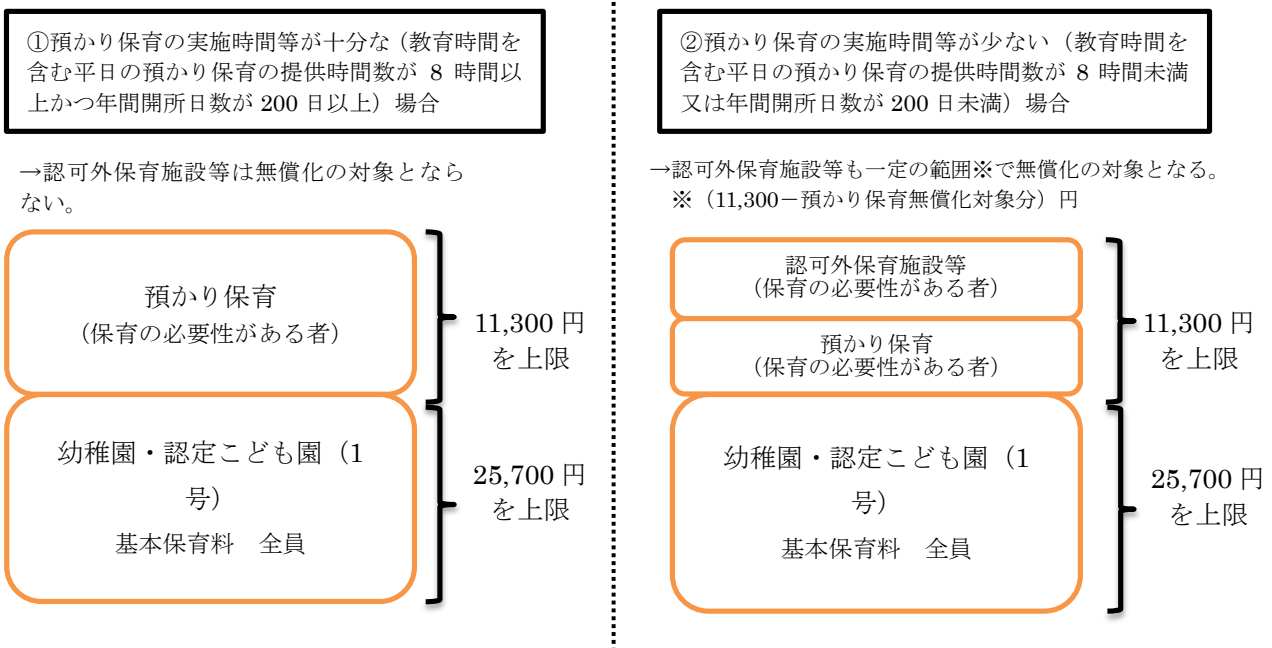 ①預かり保育の実施時間等が十分な（教育時間を
含む平日の預かり保育の提供時間数が 8 時間以
上かつ年間開所日数が 200 日以上）場合
→認可外保育施設等は無償化の対象となら
ない。
預かり保育
（保育の必要性がある者）
11,300 円
を上限
幼稚園・認定こども園（1
号）
基本保育料　全員
25,700 円
を上限
②預かり保育の実施時間等が少ない（教育時間を
含む平日の預かり保育の提供時間数が 8 時間未満
又は年間開所日数が 200 日未満）場合
→認可外保育施設等も一定の範囲※で無償化の対象となる。
※（11,300－預かり保育無償化対象分）円
認可外保育施設等
（保育の必要性がある者）
預かり保育
（保育の必要性がある者）
11,300 円
を上限
幼稚園・認定こども園（1
号）
基本保育料　全員
25,700 円
を上限